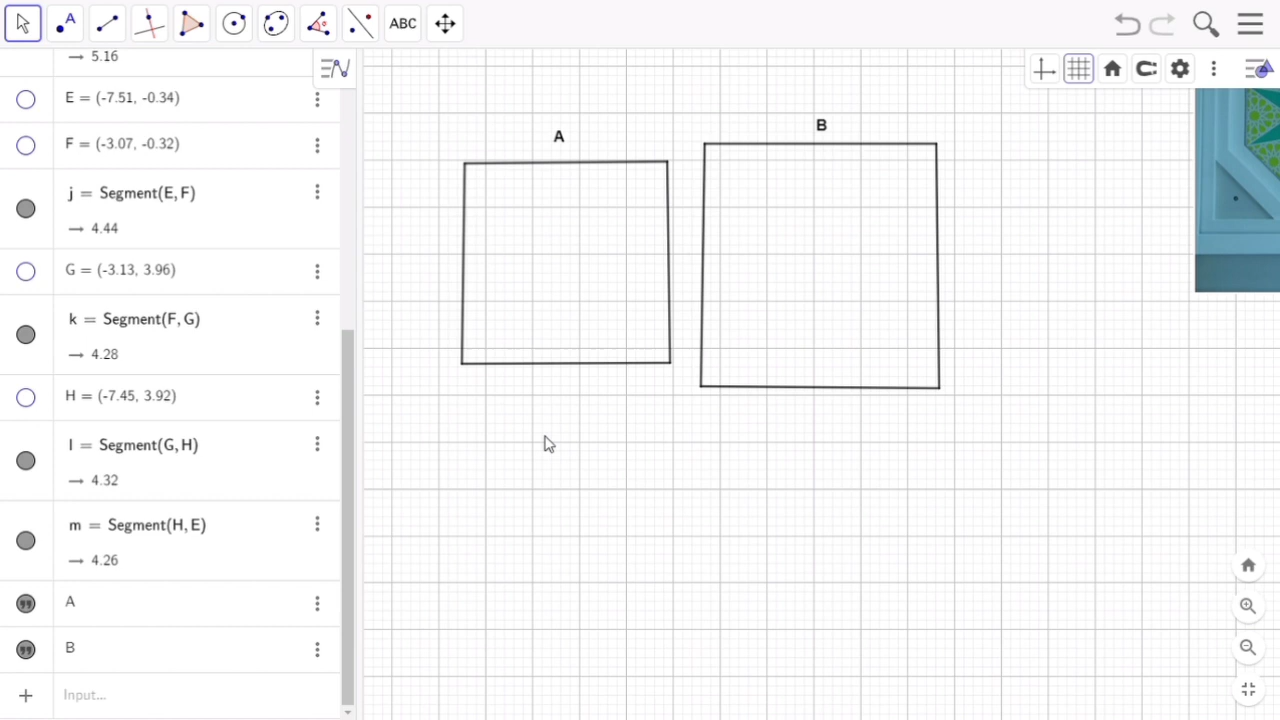 A
ABC
→ 5.16
E = (-7.51, -0.34)
F = (-3.07, -0.32)
j = Segment(E, F)
→ 4.44
G = (-3.13, 3.96)
k = Segment(F, G)
→ 4.28
H = (-7.45, 3.92)
l = Segment(G, H)
→ 4.32
m = Segment(H, E)
→ 4.26
A
B
Input...
A
B